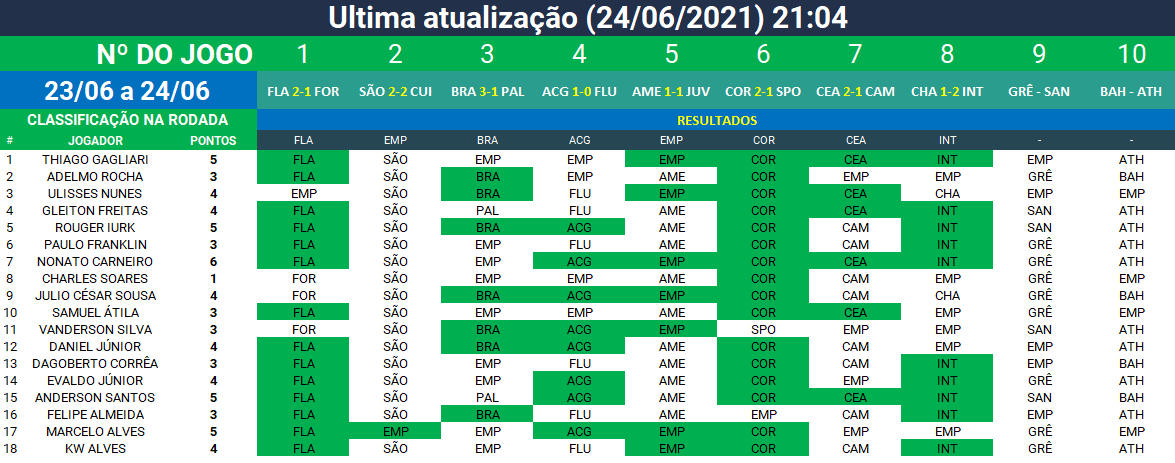 Ultima atualização (24/06/2021) 21:04
Nº DO JOGO 1 2 3 4 5 6 7 8 9 10
23/06 a 24/06 FLA 2-1 FOR SÃO 2-2 CUI BRA 3-1 PAL ACG 1-0 FLU AME 1-1 JUV COR 2-1 SPO CEA 2-1 CAM CHA 1-2 INT GRÊ - SAN BAH - ATH
CLASSIFICAÇÃO NA RODADA RESULTADOS
# JOGADOR PONTOS FLA EMP BRA ACG EMP COR CEA INT - -
1 THIAGO GAGLIARI 5 FLA SÃO EMP EMP EMP COR CEA INT EMP ATH
2 ADELMO ROCHA 3 FLA SÃO BRA EMP AME COR EMP EMP GRÊ BAH
3 ULISSES NUNES 4 EMP SÃO BRA FLU EMP COR CEA CHA EMP EMP
4 GLEITON FREITAS 4 FLA SÃO PAL FLU AME COR CEA INT SAN ATH
5 ROUGER IURK 5 FLA SÃO BRA ACG AME COR CAM INT SAN ATH
6 PAULO FRANKLIN 3 FLA SÃO EMP FLU AME COR CAM INT GRÊ ATH
7 NONATO CARNEIRO 6 FLA SÃO EMP ACG EMP COR CEA INT GRÊ ATH
8 CHARLES SOARES 1 FOR SÃO EMP EMP AME COR CAM EMP GRÊ EMP
9 JULIO CÉSAR SOUSA 4 FOR SÃO BRA ACG EMP COR CAM CHA GRÊ BAH
10 SAMUEL ÁTILA 3 FLA SÃO EMP EMP AME COR CEA EMP GRÊ EMP
11 VANDERSON SILVA 3 FOR SÃO BRA ACG EMP SPO EMP EMP SAN ATH
12 DANIEL JÚNIOR 4 FLA SÃO BRA ACG AME COR CAM EMP EMP ATH
13 DAGOBERTO CORRÊA 3 FLA SÃO EMP FLU AME COR CAM INT EMP BAH
14 EVALDO JÚNIOR 4 FLA SÃO EMP ACG AME COR EMP INT GRÊ ATH
15 ANDERSON SANTOS 5 FLA SÃO PAL ACG AME COR CEA INT SAN BAH
16 FELIPE ALMEIDA 3 FLA SÃO BRA FLU AME EMP CAM INT EMP ATH
17 MARCELO ALVES 5 FLA EMP EMP ACG EMP COR EMP EMP GRÊ EMP
18 KW ALVES 4 FLA SÃO EMP FLU EMP COR CAM INT GRÊ ATH